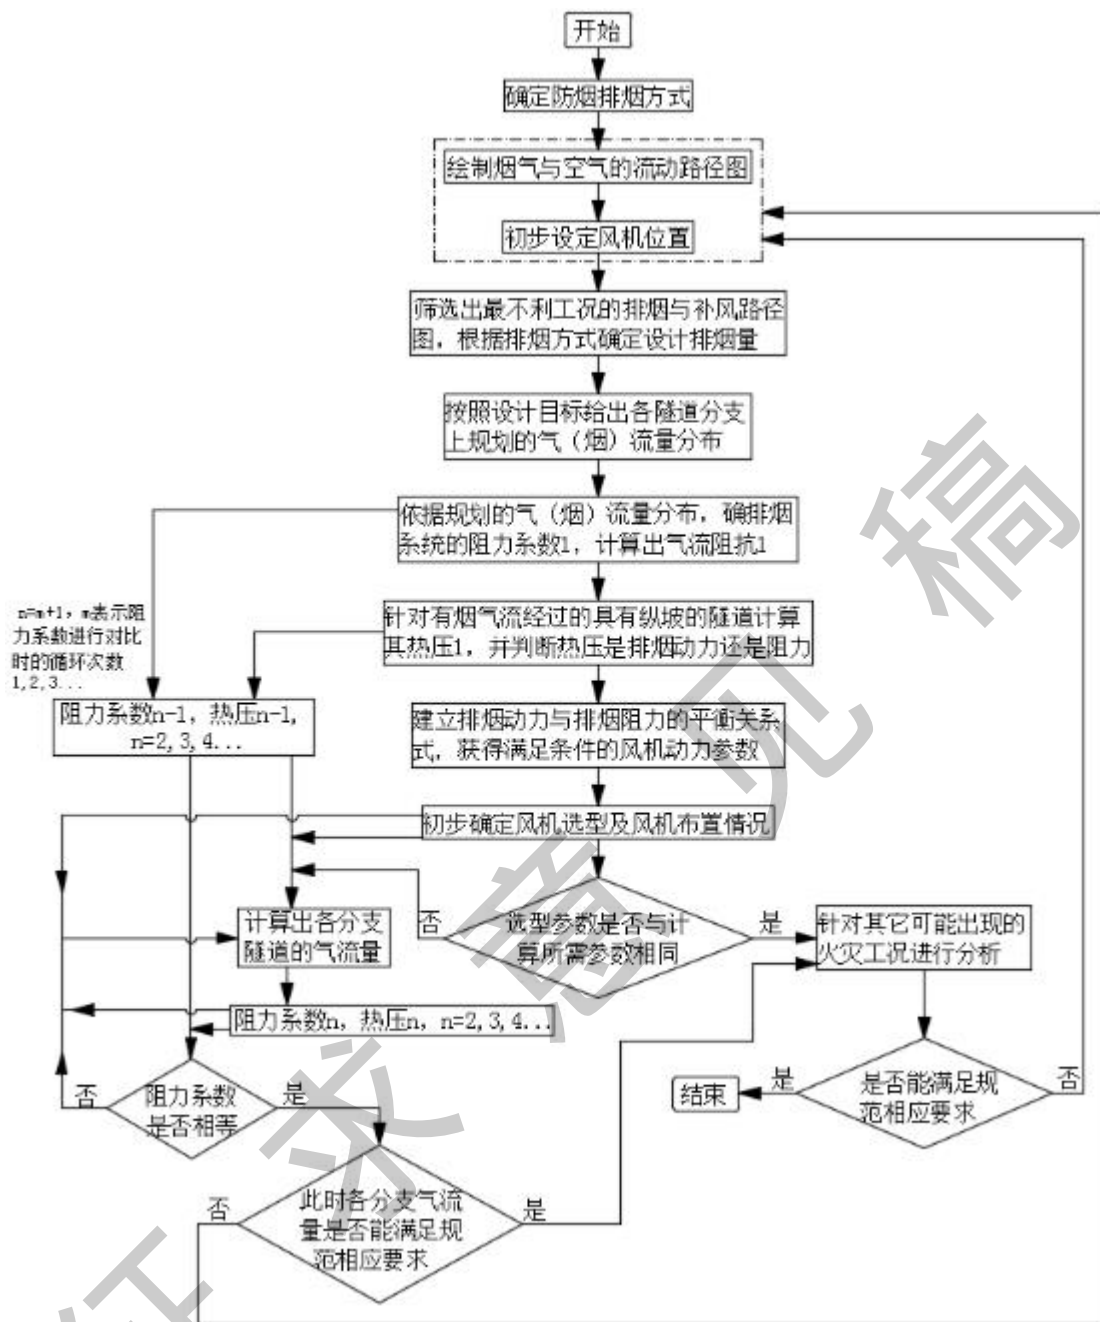 开始
确定防烟排烟方式
绘制烟气与空气的流动路径图
初步设定风机位置
筛选出最不利工况的排烟与补风路径
图，根据排烟方式确定设计排烟量
按照设计目标给出各隧道分支
上规划的气（烟）流量分布
依据规划的气（烟）流量分布，确排烟
系统的阻力系数1，计算出气流阻抗1
n=m+1，m表示阻
力系数进行对比
时的循环次数
1,2,3...
针对有烟气流经过的具有纵坡的隧道计算
其热压1，并判断热压是排烟动力还是阻力
阻力系数n-1，热压n-1,
n=2,3,4...
建立排烟动力与排烟阻力的平衡关系
式，获得满足条件的风机动力参数
初步确定风机选型及风机布置情况
计算出各分支
隧道的气流量
否
选型参数是否与计
算所需参数相同
是
针对其它可能出现的
火灾工况进行分析
阻力系数n，热压n，n=2,3,4...
否
阻力系数
是否相等
是
结束
是
是否能满足规
范相应要求
否
否
此时各分支气流
量是否能满足规
范相应要求
是
征求意见稿